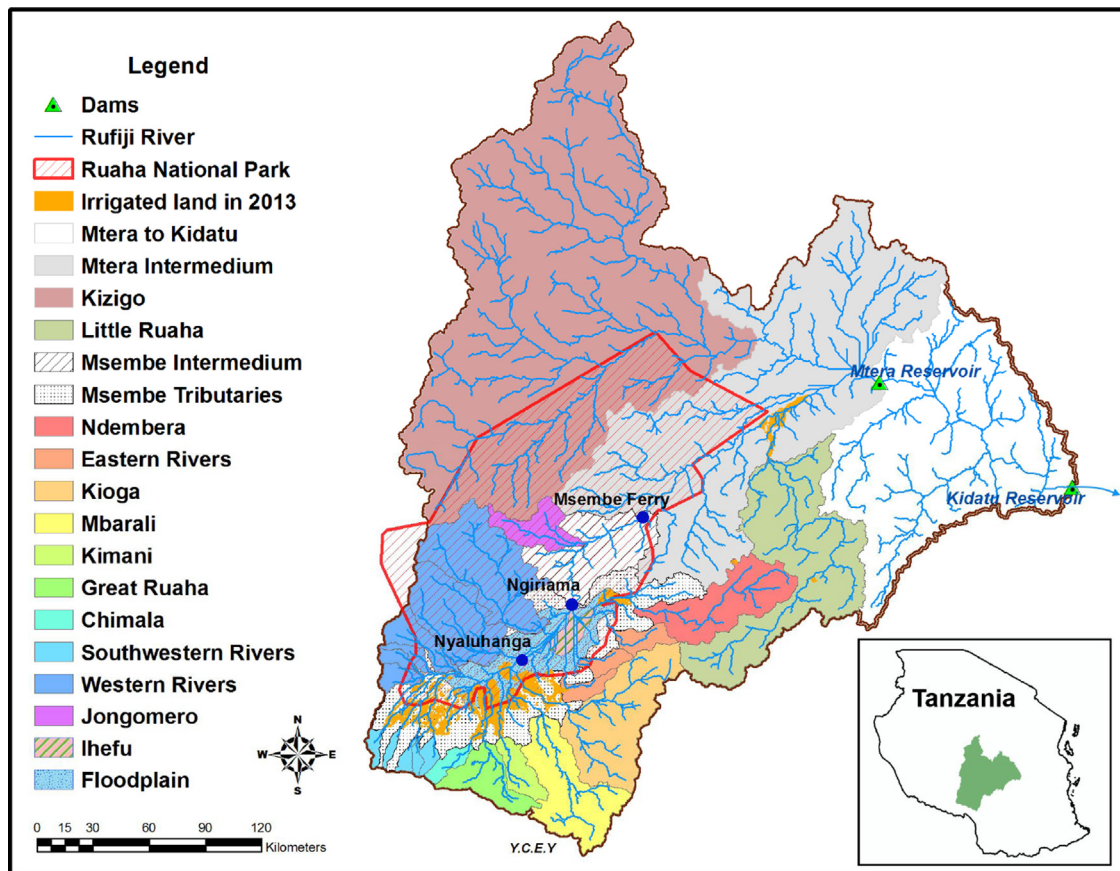 Legend
Dams
Rufiji River
Ruaha National Park
Irrigated land in 2013
Mtera to Kidatu
Mtera Intermedium
Kizigo
Little Ruaha
Msembe Intermedium
Msembe Tributaries
Ndembera
Eastern Rivers
Kioga
Mbarali
Kimani
Great Ruaha
Chimala
Southwestern Rivers
Western Rivers
Jongomero
Ihefu
Floodplain
N
W E
S
0 15 30 60 90 120
Kilometers
Mtera Reservoir
Kidatu Reservoir
Msembe Ferry
Ngiriama
Nyaluhanga
Y.C.E.Y
Tanzania